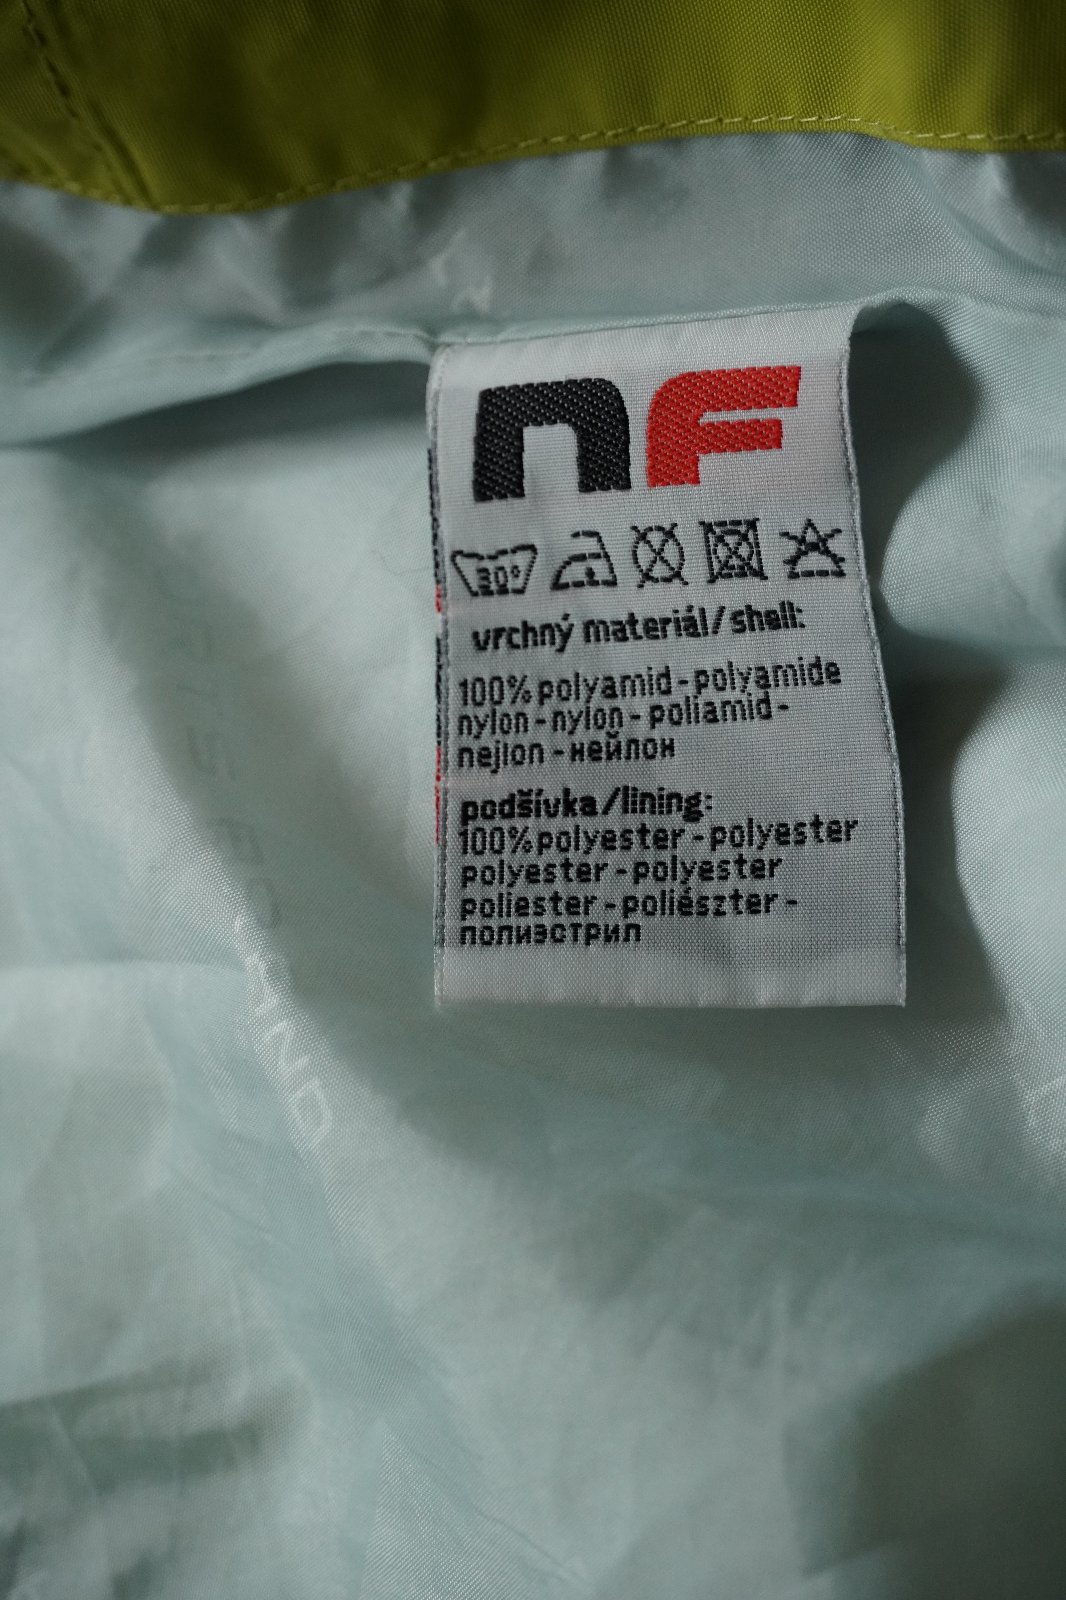 nF
30°
vrchný materiál/shell:
100% polyamid - polyamide
nylon - nylon - poliamid -
nejlon - нейлон
podšívka/lining:
100% polyester - polyester
polyester - polyester
poliester - poliészter -
полиэстрил